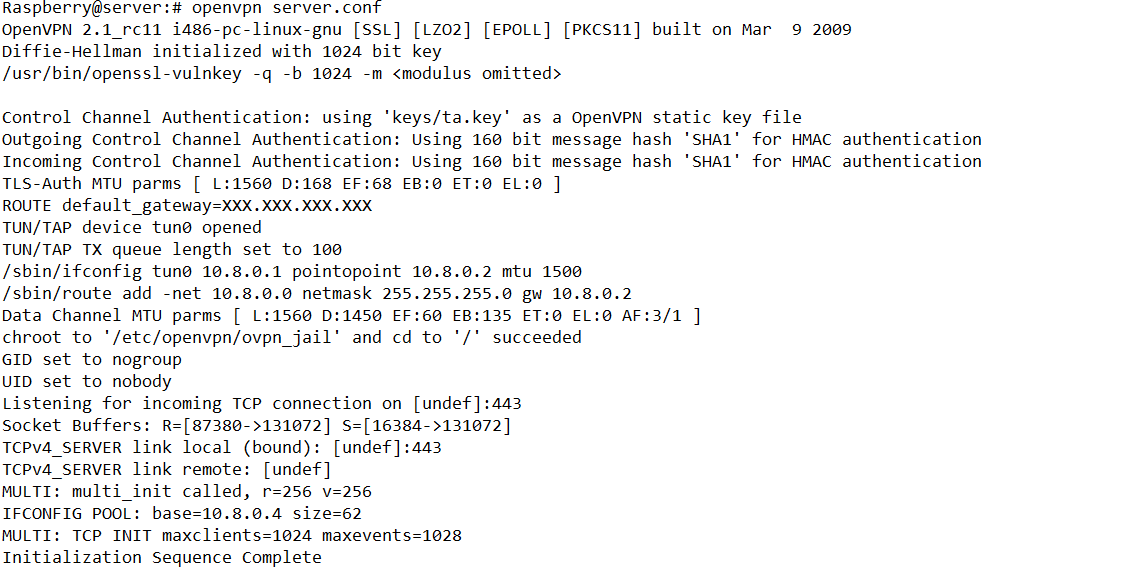 Raspberry@server:# openvpn server.conf
OpenVPN 2.1_rc11 i486-pc-linux-gnu [SSL] [LZO2] [EPOLL] [PKCS11] built on Mar  9 2009
Diffie-Hellman initialized with 1024 bit key
/usr/bin/openssl-vulnkey -q -b 1024 -m <modulus omitted>

Control Channel Authentication: using 'keys/ta.key' as a OpenVPN static key file
Outgoing Control Channel Authentication: Using 160 bit message hash 'SHA1' for HMAC authentication
Incoming Control Channel Authentication: Using 160 bit message hash 'SHA1' for HMAC authentication
TLS-Auth MTU parms [ L:1560 D:168 EF:68 EB:0 ET:0 EL:0 ]
ROUTE default_gateway=XXX.XXX.XXX.XXX
TUN/TAP device tun0 opened
TUN/TAP TX queue length set to 100
/sbin/ifconfig tun0 10.8.0.1 pointopoint 10.8.0.2 mtu 1500
/sbin/route add -net 10.8.0.0 netmask 255.255.255.0 gw 10.8.0.2
Data Channel MTU parms [ L:1560 D:1450 EF:60 EB:135 ET:0 EL:0 AF:3/1 ]
chroot to '/etc/openvpn/ovpn_jail' and cd to '/' succeeded
GID set to nogroup
UID set to nobody
Listening for incoming TCP connection on [undef]:443
Socket Buffers: R=[87380->131072] S=[16384->131072]
TCPv4_SERVER link local (bound): [undef]:443
TCPv4_SERVER link remote: [undef]
MULTI: multi_init called, r=256 v=256
IFCONFIG POOL: base=10.8.0.4 size=62
MULTI: TCP INIT maxclients=1024 maxevents=1028
Initialization Sequence Complete